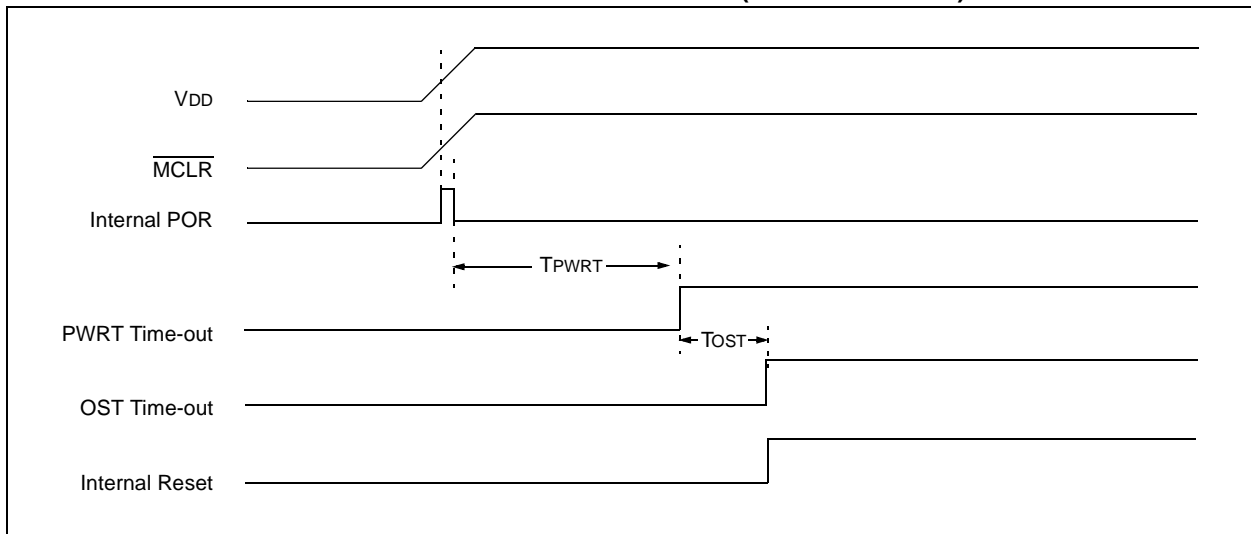 VDD
MCLR
Internal POR
TPWRT
PWRT Time-out
TOST
OST Time-out
Internal Reset